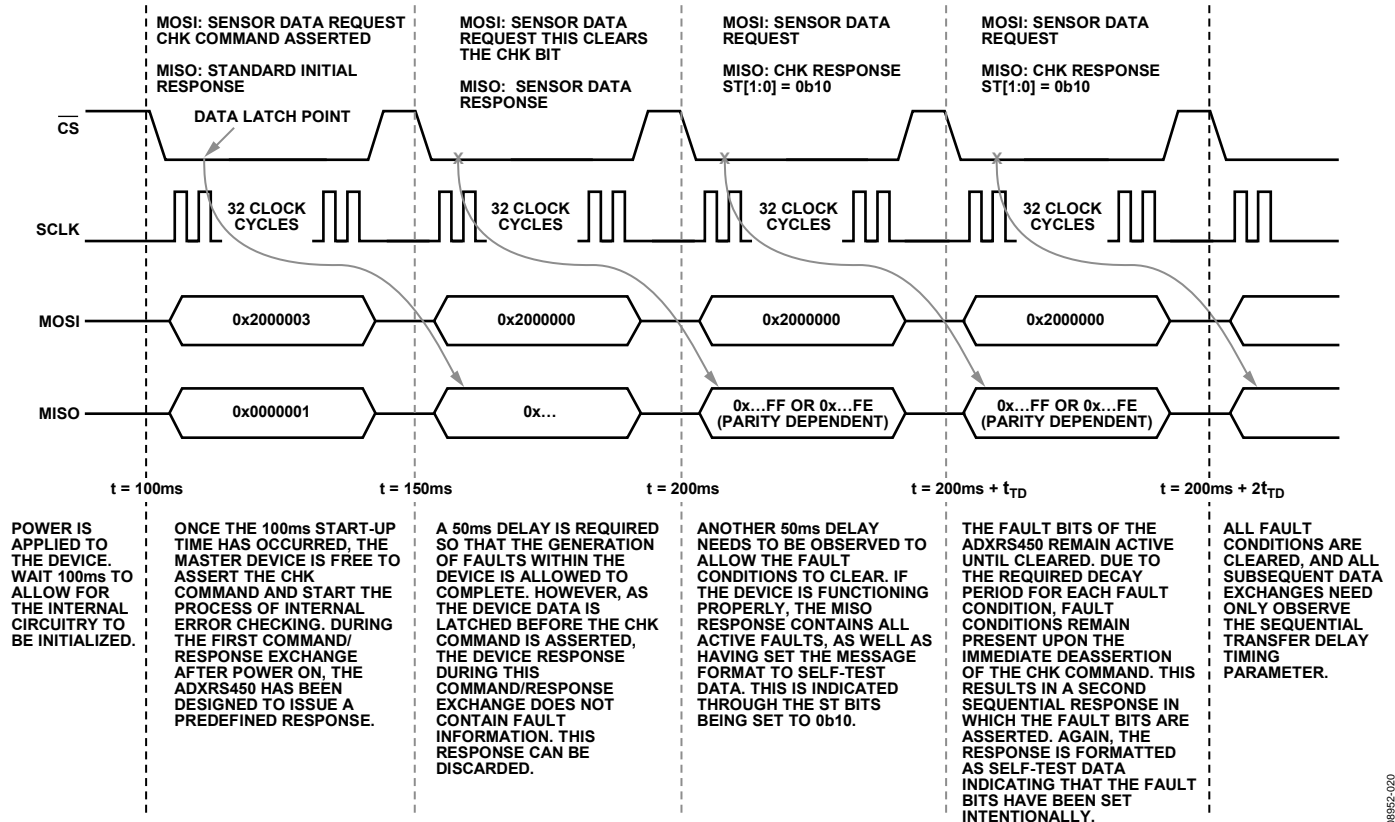 MOSI: SENSOR DATA REQUEST
CHK COMMAND ASSERTED
MISO: STANDARD INITIAL
RESPONSE
MOSI: SENSOR DATA
REQUEST THIS CLEARS
THE CHK BIT
MISO: SENSOR DATA
RESPONSE
MOSI: SENSOR DATA
REQUEST
MISO: CHK RESPONSE
ST[1:0] = 0b10
MOSI: SENSOR DATA
REQUEST
MISO: CHK RESPONSE
ST[1:0] = 0b10
DATA LATCH POINT
CS
X
X
X
SCLK
32 CLOCK
CYCLES
32 CLOCK
CYCLES
32 CLOCK
CYCLES
32 CLOCK
CYCLES
MOSI
0x2000003
0x2000000
0x2000000
0x2000000
MISO
0x0000001
0x…
0x…FF OR 0x…FE
(PARITY DEPENDENT)
0x…FF OR 0x…FE
(PARITY DEPENDENT)
t = 100ms
t = 150ms
t = 200ms
t = 200ms + tTD
t = 200ms + 2tTD
POWER IS
APPLIED TO
THE DEVICE.
WAIT 100ms TO
ALLOW FOR
THE INTERNAL
CIRCUITRY TO
BE INITIALIZED.
ONCE THE 100ms START-UP
TIME HAS OCCURRED, THE
MASTER DEVICE IS FREE TO
ASSERT THE CHK
COMMAND AND START THE
PROCESS OF INTERNAL
ERROR CHECKING. DURING
THE FIRST COMMAND/
RESPONSE EXCHANGE
AFTER POWER ON, THE
ADXRS450 HAS BEEN
DESIGNED TO ISSUE A
PREDEFINED RESPONSE.
A 50ms DELAY IS REQUIRED
SO THAT THE GENERATION
OF FAULTS WITHIN THE
DEVICE IS ALLOWED TO
COMPLETE. HOWEVER, AS
THE DEVICE DATA IS
LATCHED BEFORE THE CHK
COMMAND IS ASSERTED,
THE DEVICE RESPONSE
DURING THIS
COMMAND/RESPONSE
EXCHANGE DOES NOT
CONTAIN FAULT
INFORMATION. THIS
RESPONSE CAN BE
DISCARDED.
ANOTHER 50ms DELAY
NEEDS TO BE OBSERVED TO
ALLOW THE FAULT
CONDITIONS TO CLEAR. IF
THE DEVICE IS FUNCTIONING
PROPERLY, THE MISO
RESPONSE CONTAINS ALL
ACTIVE FAULTS, AS WELL AS
HAVING SET THE MESSAGE
FORMAT TO SELF-TEST
DATA. THIS IS INDICATED
THROUGH THE ST BITS
BEING SET TO 0b10.
THE FAULT BITS OF THE
ADXRS450 REMAIN ACTIVE
UNTIL CLEARED. DUE TO
THE REQUIRED DECAY
PERIOD FOR EACH FAULT
CONDITION, FAULT
CONDITIONS REMAIN
PRESENT UPON THE
IMMEDIATE DEASSERTION
OF THE CHK COMMAND. THIS
RESULTS IN A SECOND
SEQUENTIAL RESPONSE IN
WHICH THE FAULT BITS ARE
ASSERTED. AGAIN, THE
RESPONSE IS FORMATTED
AS SELF-TEST DATA
INDICATING THAT THE FAULT
BITS HAVE BEEN SET
INTENTIONALLY.
ALL FAULT
CONDITIONS ARE
CLEARED, AND ALL
SUBSEQUENT DATA
EXCHANGES NEED
ONLY OBSERVE
THE SEQUENTIAL
TRANSFER DELAY
TIMING
PARAMETER.
08952-020